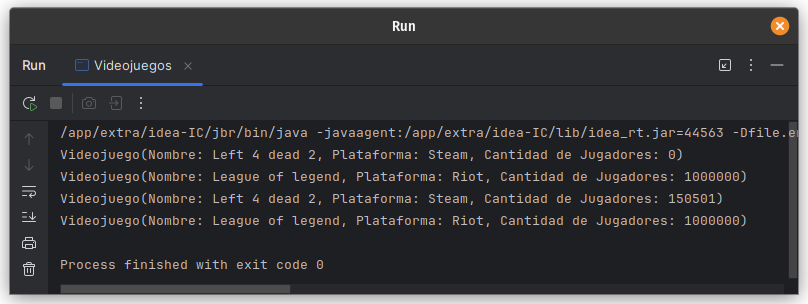 Run
Run Videojuegos
/app/extra/idea-IC/jbr/bin/java -javaagent:/app/extra/idea-IC/lib/idea_rt.jar=44563 -Dfile.e
Videojuego(Nombre: Left 4 dead 2, Plataforma: Steam, Cantidad de Jugadores: 0)
Videojuego(Nombre: League of legend, Plataforma: Riot, Cantidad de Jugadores: 1000000)
Videojuego(Nombre: Left 4 dead 2, Plataforma: Steam, Cantidad de Jugadores: 150501)
Videojuego(Nombre: League of legend, Plataforma: Riot, Cantidad de Jugadores: 1000000)
Process finished with exit code 0